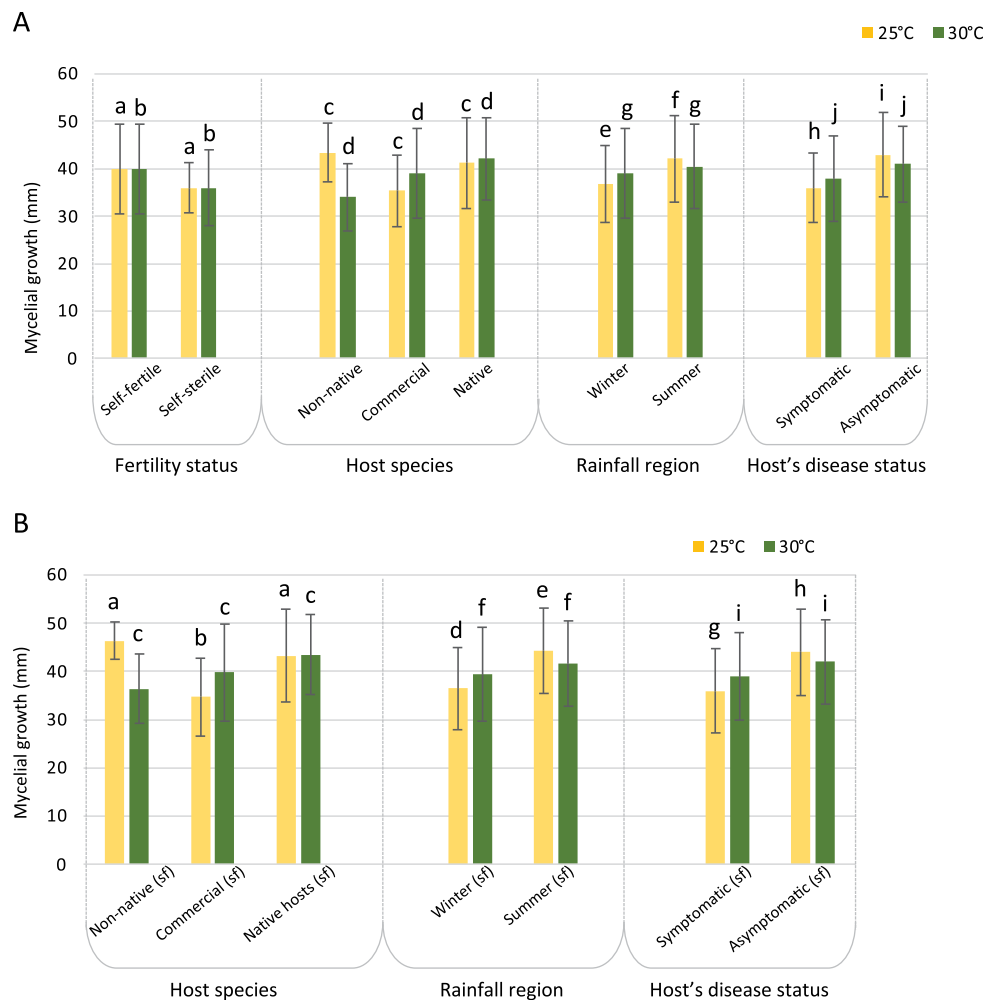 A
25°C 30°C
Mycelial growth (mm)
60
50
40
30
20
10
0
a b a b c d c d c d e g f g h j i j
Self-fertile Self-sterile Non-native Commercial Native Winter Summer Symptomatic Asymptomatic
Fertility status Host species Rainfall region Host's disease status
B
25°C 30°C
Mycelial growth (mm)
60
50
40
30
20
10
0
a c b c a c d f e f g i h i
Non-native (sf) Commercial (sf) Native hosts (sf) Winter (sf) Summer (sf) Symptomatic (sf) Asymptomatic (sf)
Host species Rainfall region Host's disease status